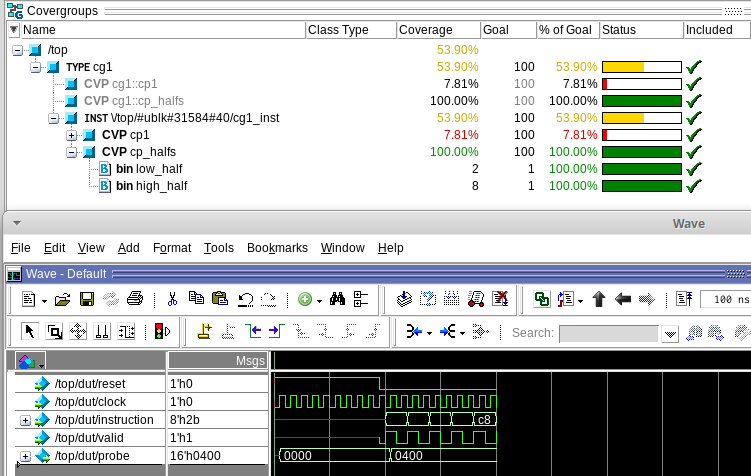 Covergroups
Name Class Type Coverage Goal % of Goal Status Included
/top 53.90%
TYPE cg1 53.90% 100 53.90%
CVP cg1::cp1 7.81% 100 7.81%
CVP cg1::cp_halfs 100.00% 100 100.00%
INST \/top/#ublk#31584#40/cg1_inst 53.90% 100 53.90%
CVP cp1 7.81% 100 7.81%
CVP cp_halfs 100.00% 100 100.00%
B bin low_half 2 1 100.00%
B bin high_half 8 1 100.00%
Wave
File Edit View Add Format Tools Bookmarks Window Help
Wave - Default
100 ns
Search:
Msgs
/top/dut/reset 1'h0
/top/dut/clock 1'h0
/top/dut/instruction 8'h2b c8
/top/dut/valid 1'h1
/top/dut/probe 16'h0400 0000 0400